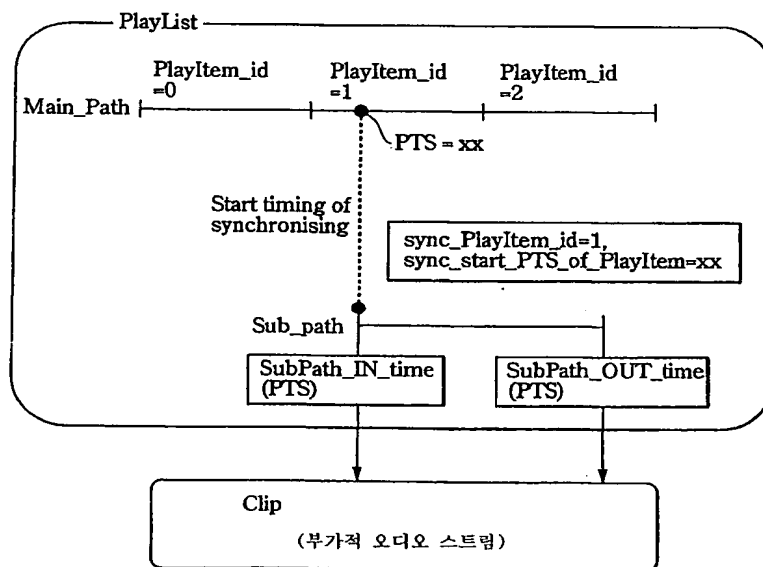 PlayList
PlayItem_id
=0
PlayItem_id
=1
PlayItem_id
=2
Main_Path
PTS = xx
Start timing of
synchronising
sync_PlayItem_id=1,
sync_start_PTS_of_PlayItem=xx
Sub_path
SubPath_IN_time
(PTS)
SubPath_OUT_time
(PTS)
Clip
(부가적 오디오 스트림)